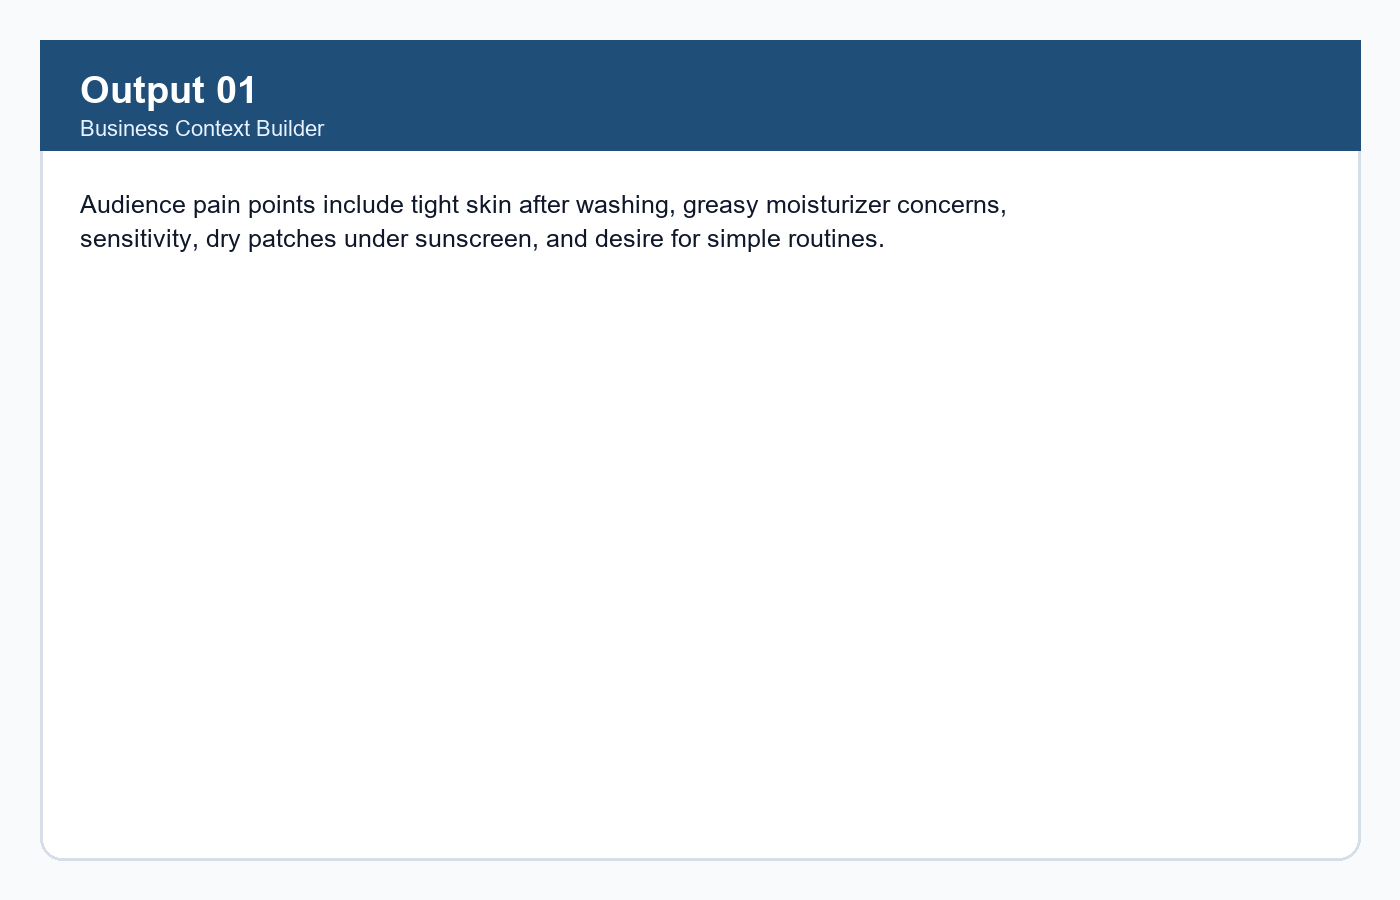 Output 01
Business Context Builder
Audience pain points include tight skin after washing, greasy moisturizer concerns,
sensitivity, dry patches under sunscreen, and desire for simple routines.